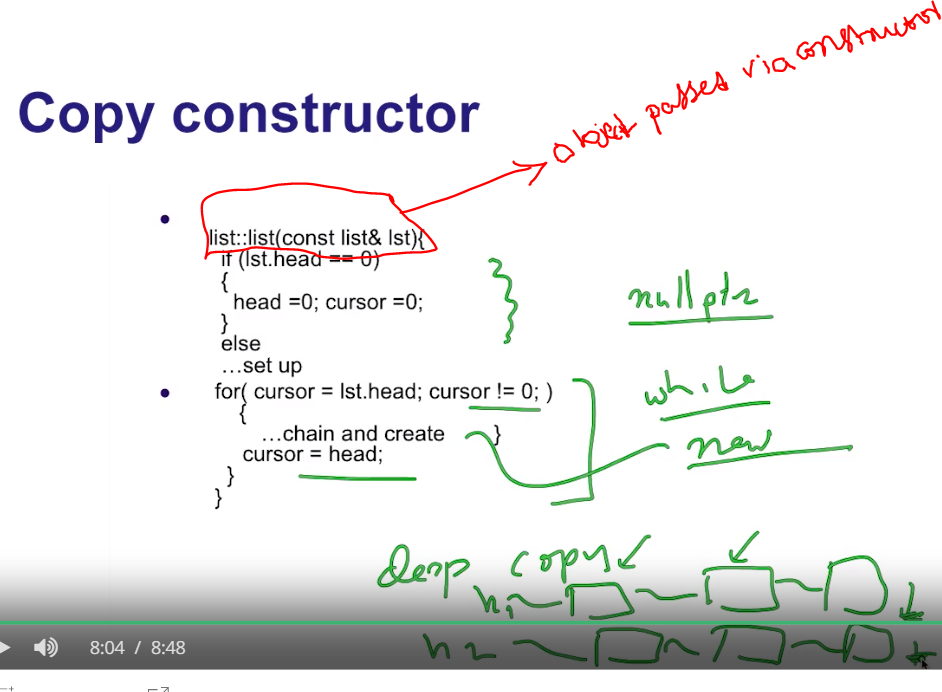 object passes via constructor
Copy constructor
• list::list(const list& lst){
if (lst.head == 0)
{
head =0; cursor =0;
}
else
…set up
nullptr
• for( cursor = lst.head; cursor != 0; )
{
…chain and create }
cursor = head;
}
}
while
new
deep copy
h1
h2
8:04 / 8:48